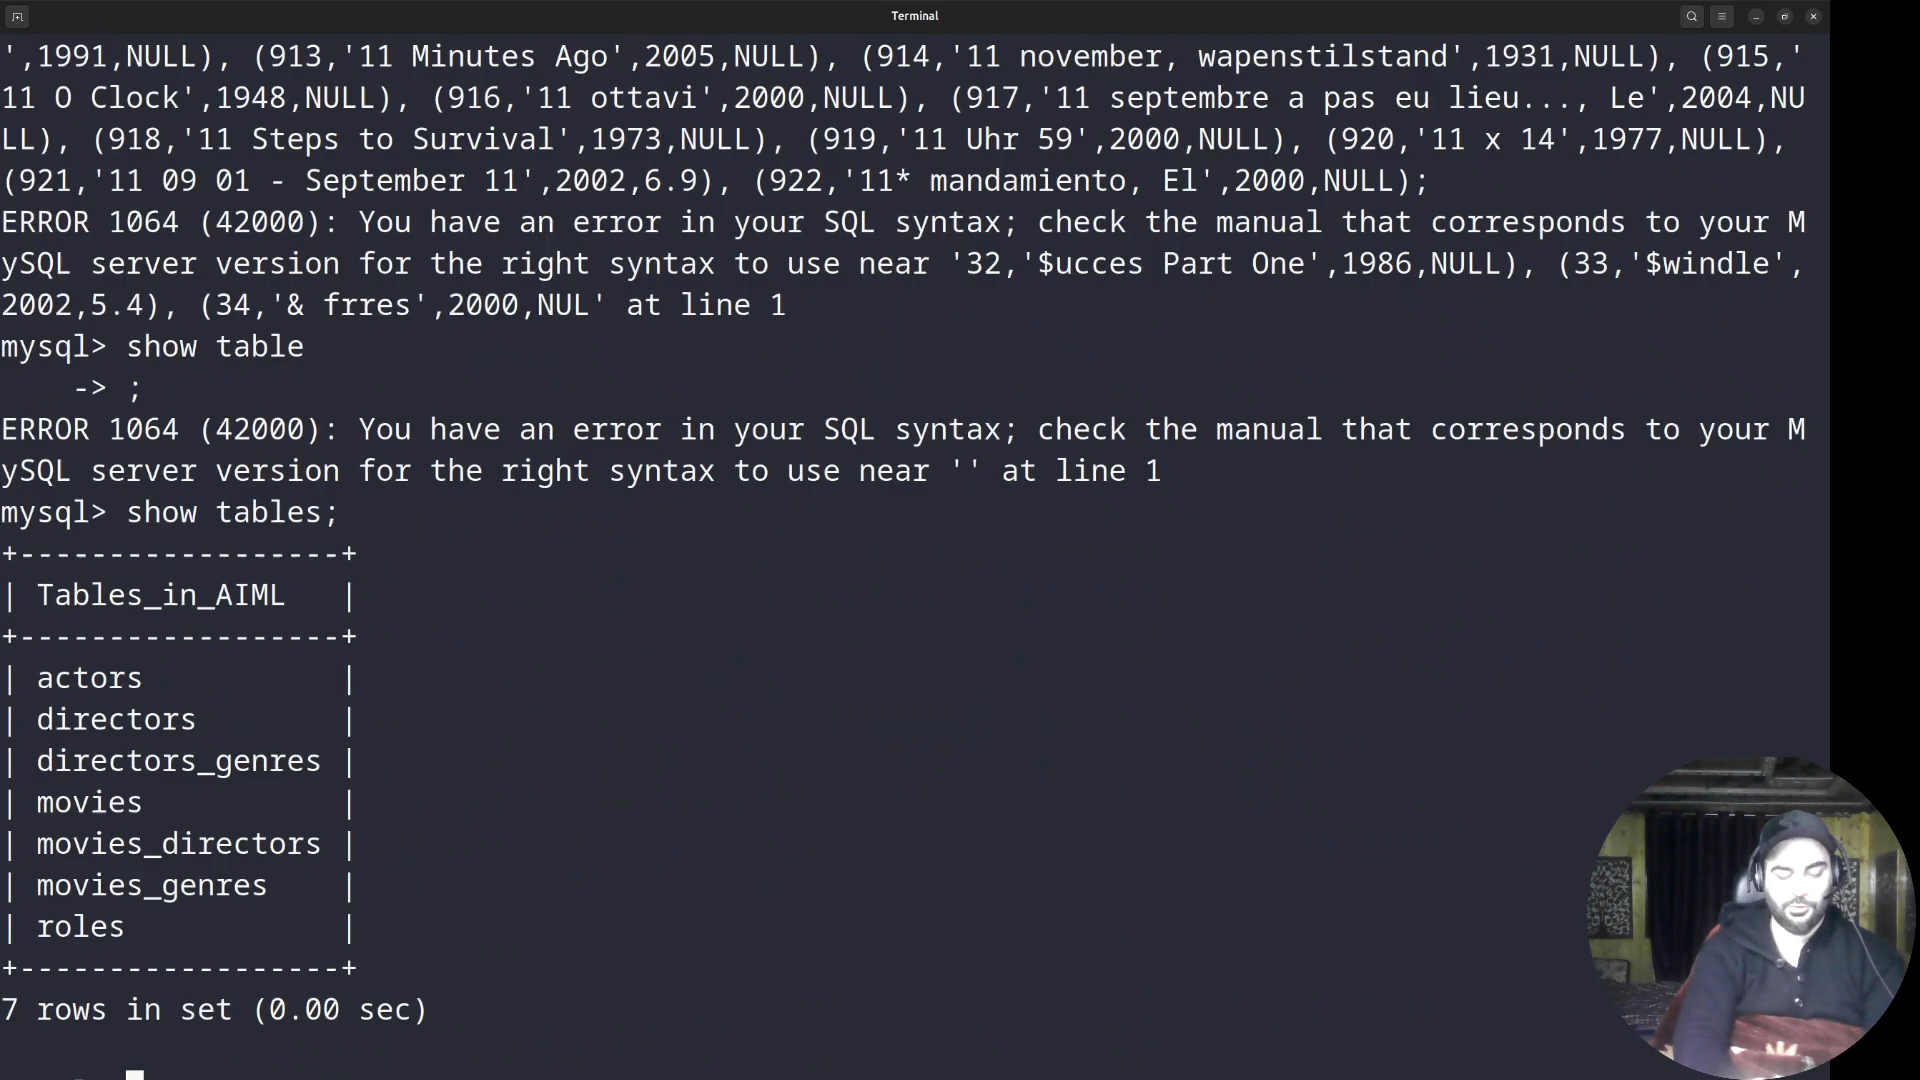 Terminal
',1991,NULL), (913,'11 Minutes Ago',2005,NULL), (914,'11 november, wapenstilstand',1931,NULL), (915,'
11 O Clock',1948,NULL), (916,'11 ottavi',2000,NULL), (917,'11 septembre a pas eu lieu..., Le',2004,NU
LL), (918,'11 Steps to Survival',1973,NULL), (919,'11 Uhr 59',2000,NULL), (920,'11 x 14',1977,NULL),
(921,'11 09 01 - September 11',2002,6.9), (922,'11* mandamiento, El',2000,NULL);
ERROR 1064 (42000): You have an error in your SQL syntax; check the manual that corresponds to your M
ySQL server version for the right syntax to use near '32,'$ucces Part One',1986,NULL), (33,'$windle',
2002,5.4), (34,'& frres',2000,NUL' at line 1
mysql> show table
    -> ;
ERROR 1064 (42000): You have an error in your SQL syntax; check the manual that corresponds to your M
ySQL server version for the right syntax to use near '' at line 1
mysql> show tables;
+------------------+
| Tables_in_AIML   |
+------------------+
| actors           |
| directors        |
| directors_genres |
| movies           |
| movies_directors |
| movies_genres    |
| roles            |
+------------------+
7 rows in set (0.00 sec)